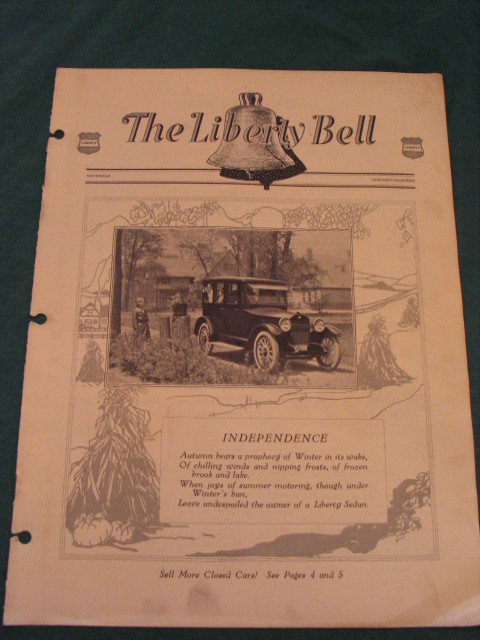 The Liberty Bell
LIBERTY
LIBERTY
NOVEMBER
INDEPENDENCE
Autumn bears a prophecy of Winter in its wake,
Of chilling winds and nipping frosts, of frozen
brook and lake.
When joys of summer motoring, though under
Winter's ban,
Leave undespoiled the owner of a Liberty Sedan.
Sell More Closed Cars! See Pages 4 and 5